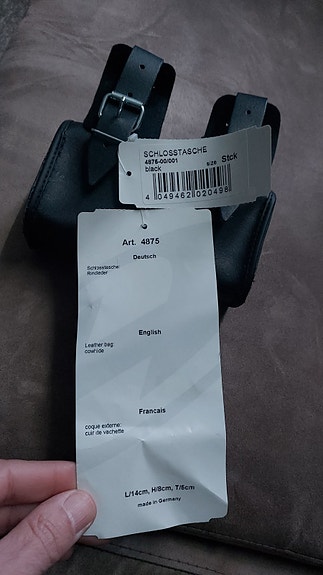 SCHLOSSTASCHE
4875-00/001
black
size Stck
4 049462 020498
Art. 4875
Deutsch
Schlosstasche:
Rindleder
English
Leather bag:
cowhide
Francais
coque externe:
cuir de vachette
L/14cm, H/8cm, T/5cm
made in Germany